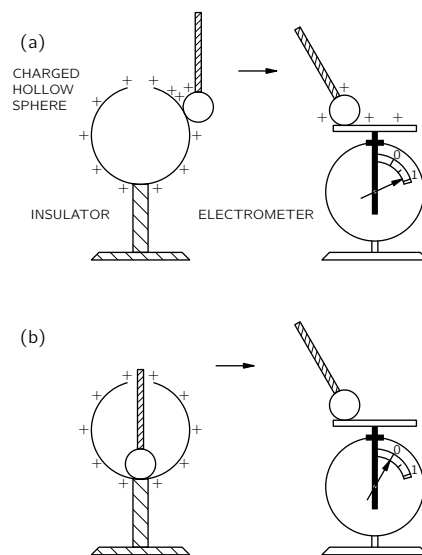 (a)
CHARGED
HOLLOW
SPHERE
+ + + + + + + + + + +
+ + + +
0
1
INSULATOR
ELECTROMETER
(b)
+ + + + + + + + + +
0
1